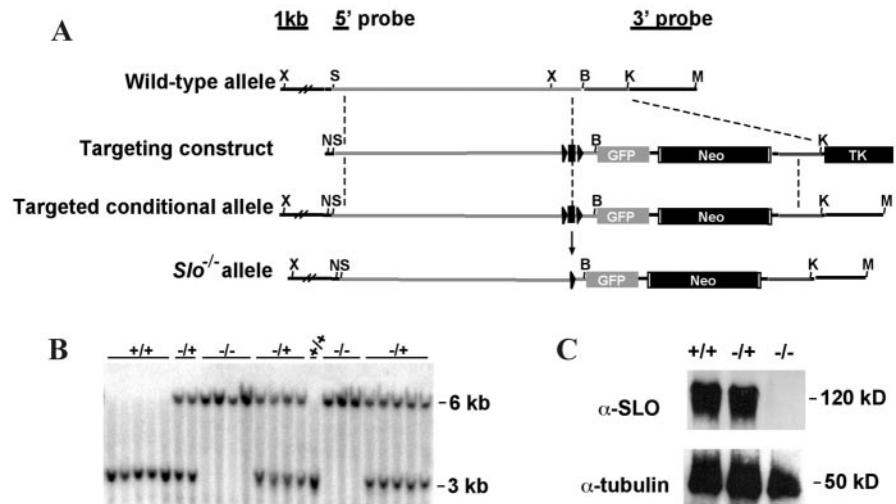 A
1kb 5' probe 3' probe
Wild-type allele X S X B K M
Targeting construct NS B GFP Neo K TK
Targeted conditional allele X NS B GFP Neo K M
Slo-/- allele X NS B GFP Neo K M
B
+/+ -/+ -/- -/+ +/+ -/- -/+
-6 kb
-3 kb
C
+/+ -/+ -/-
α-SLO -120 kD
α-tubulin -50 kD